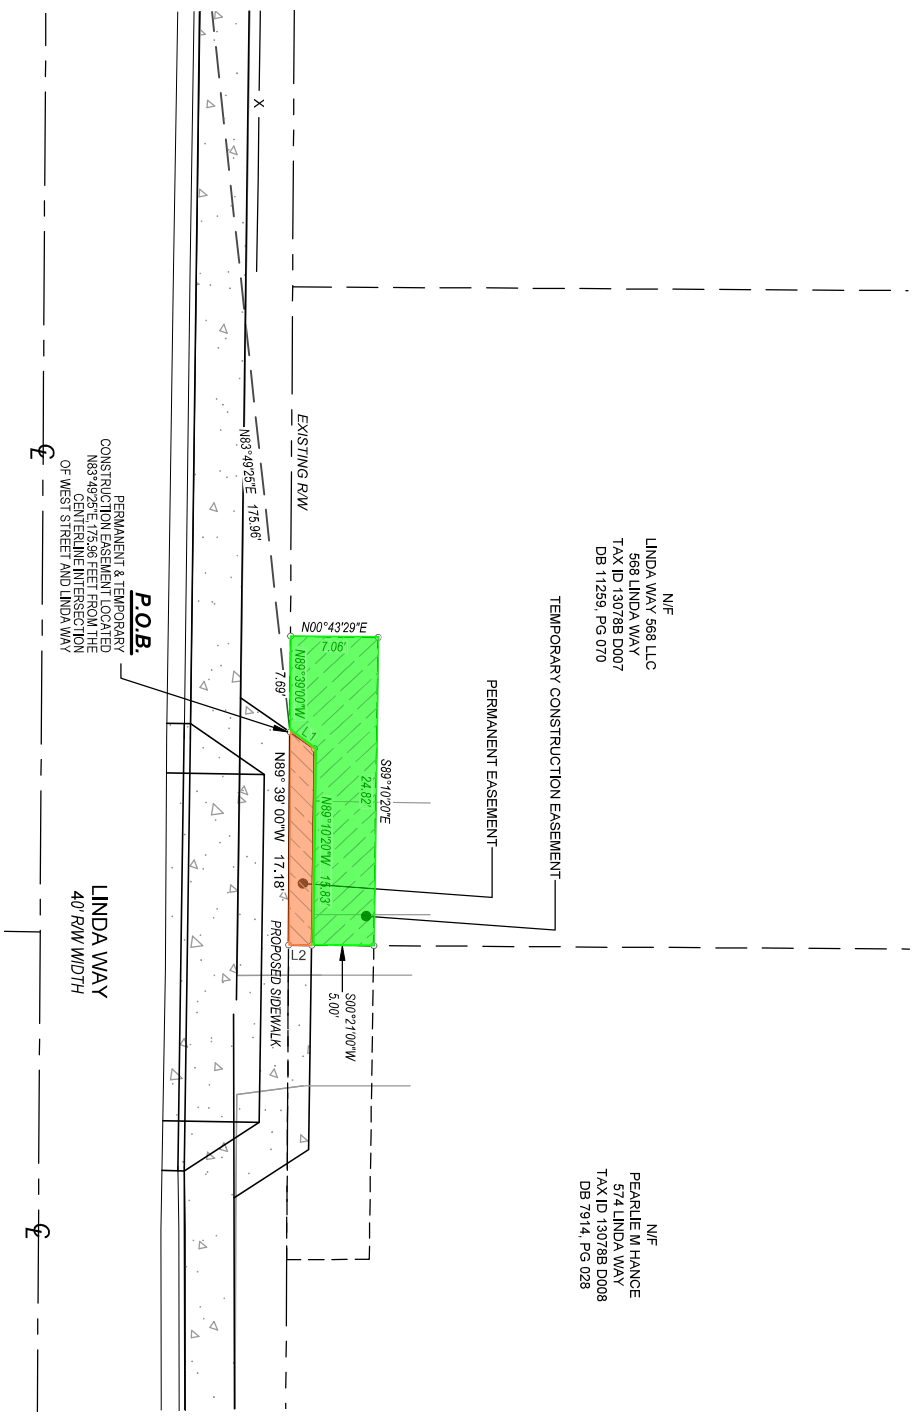 N/F
LINDA WAY 568 LLC
568 LINDA WAY
TAX ID 13078B D007
DB 11259, PG 070
TEMPORARY CONSTRUCTION EASEMENT
PERMANENT EASEMENT
EXISTING R/W
X
N83°49'25"E 175.96'
N00°43'29"E
7.06'
N89°39'00"W
7.69'
L1
S89°10'20"E
24.82'
N89°10'20"W 15.83'
N89° 39' 00"W 17.18'
L2
S00°21'00"W
5.00'
PROPOSED SIDEWALK
P.O.B.
PERMANENT & TEMPORARY
CONSTRUCTION EASEMENT LOCATED
N83°49'25"E,175.96 FEET FROM THE
CENTERLINE INTERSECTION
OF WEST STREET AND LINDA WAY
CL
LINDA WAY
40' R/W WIDTH
CL
N/F
PEARLIE M HANCE
574 LINDA WAY
TAX ID 13078B D008
DB 7914, PG 028